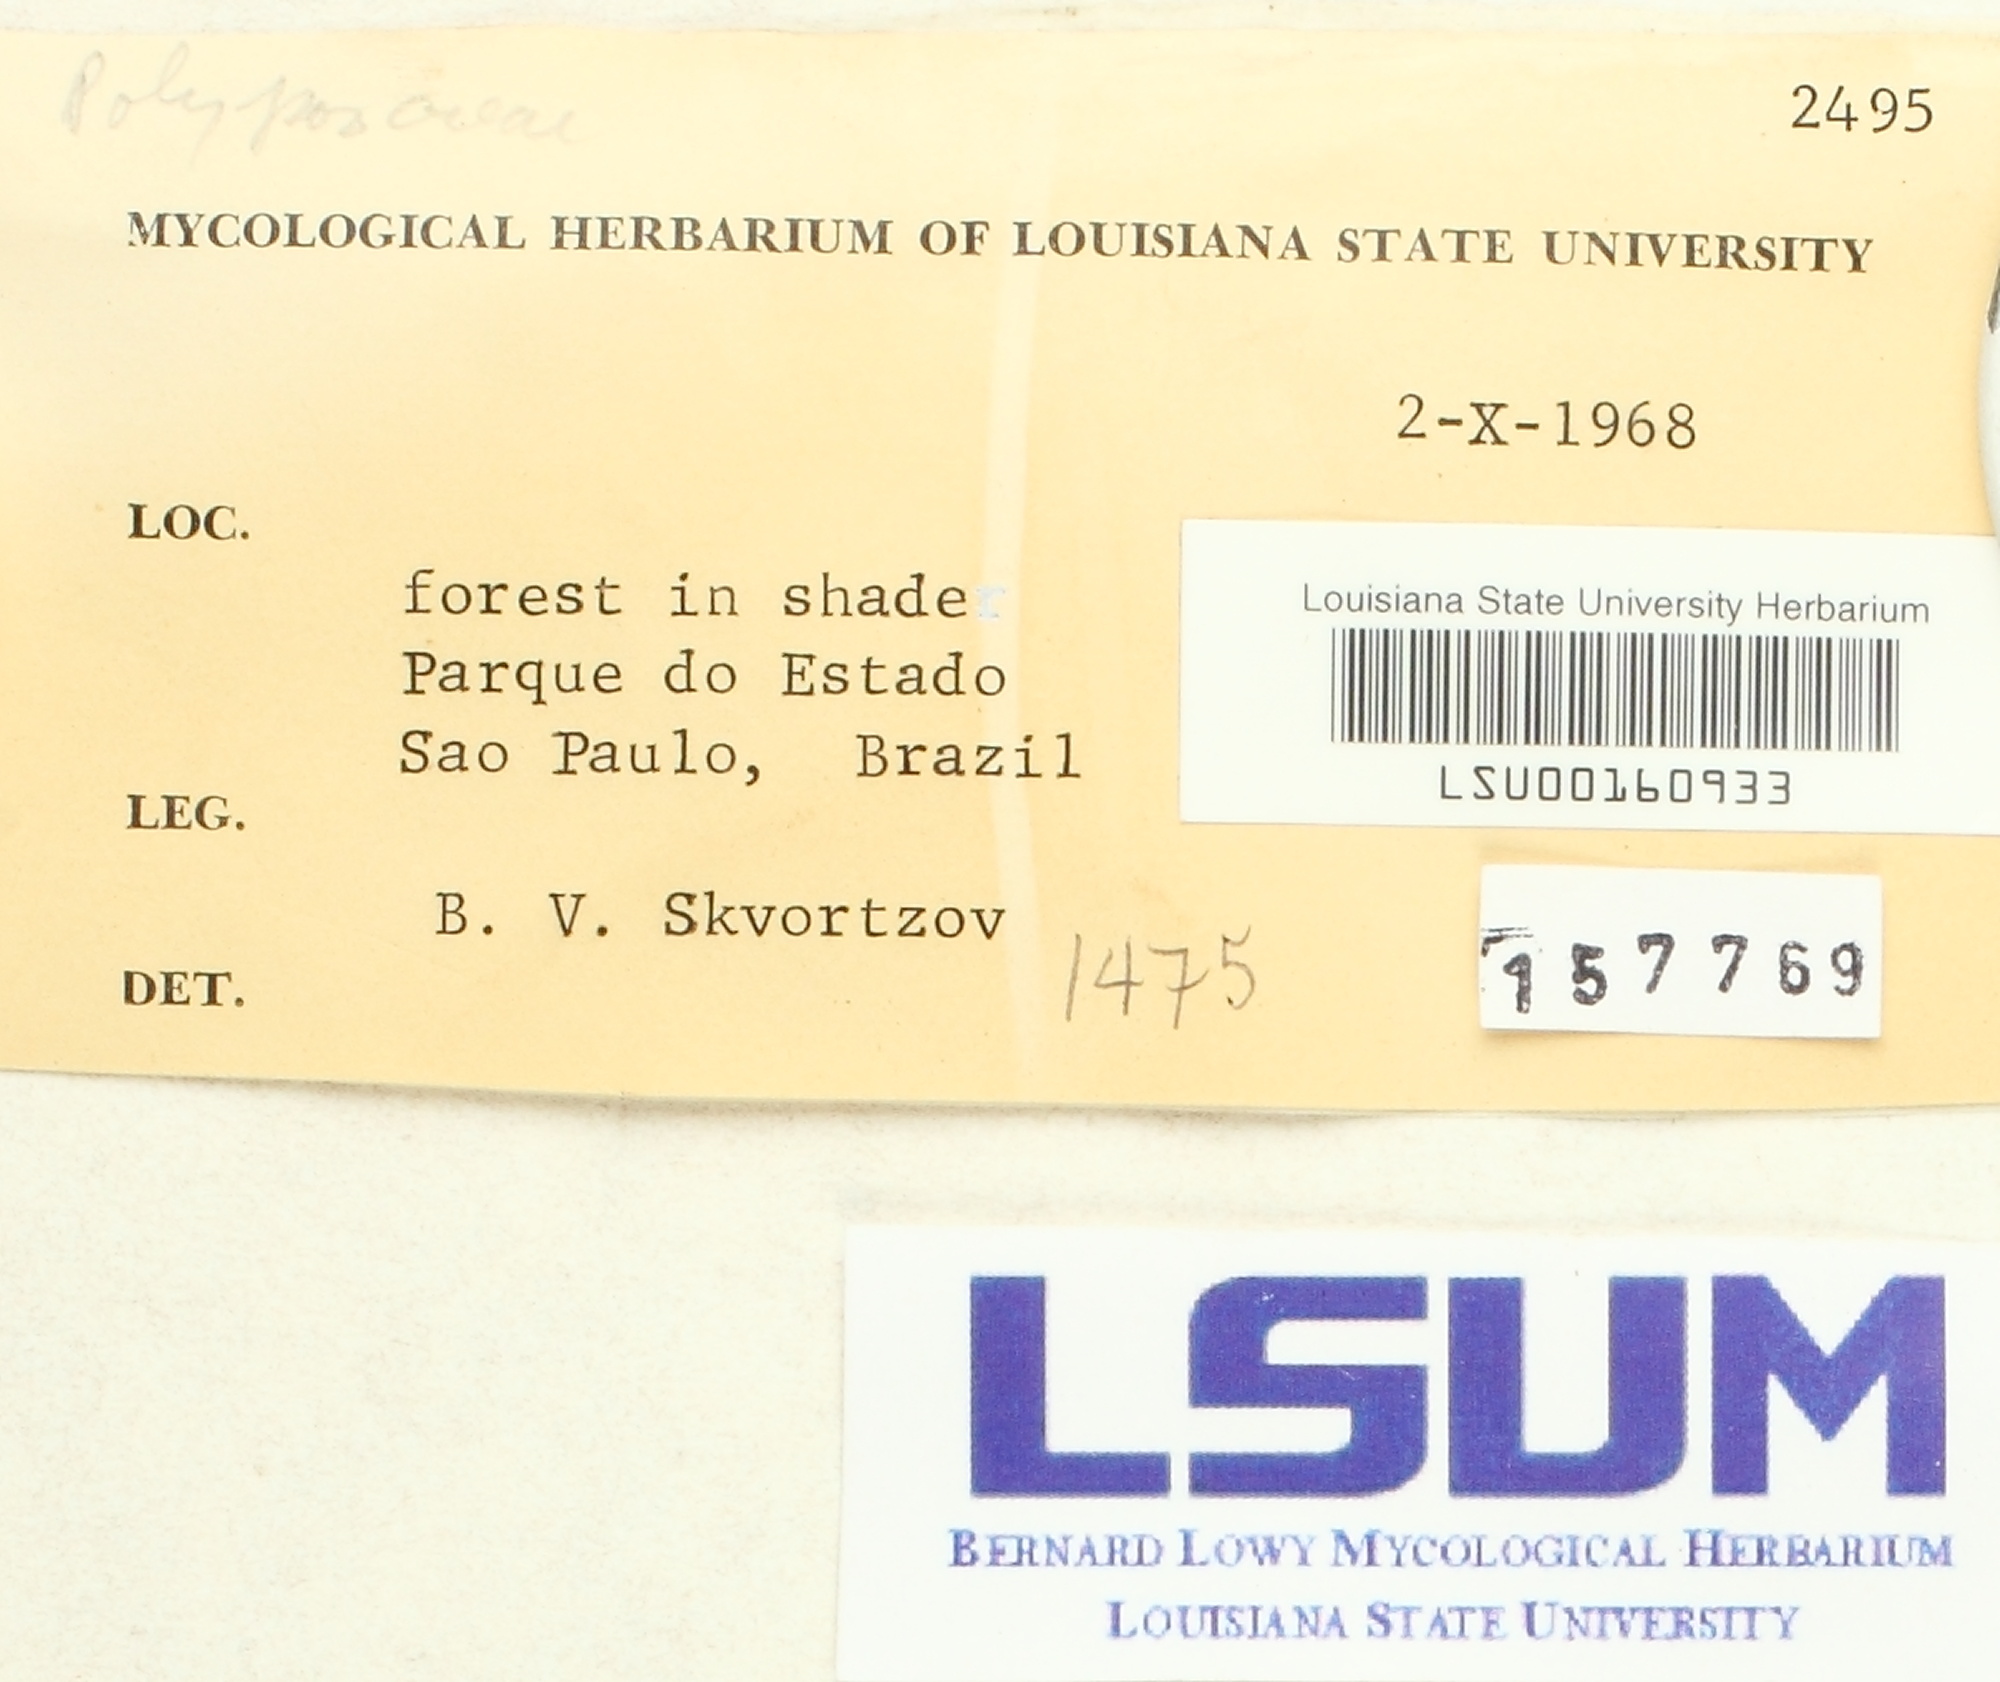 Polyporaceae
2495
MYCOLOGICAL HERBARIUM OF LOUISIANA STATE UNIVERSITY
2-X-1968
LOC.
forest in shade
Parque do Estado
Sao Paulo, Brazil
Louisiana State University Herbarium
LSU00160933
LEG.
B. V. Skvortzov
1475
157769
DET.
LSUM
BERNARD LOWY MYCOLOGICAL HERBARIUM
LOUISIANA STATE UNIVERSITY